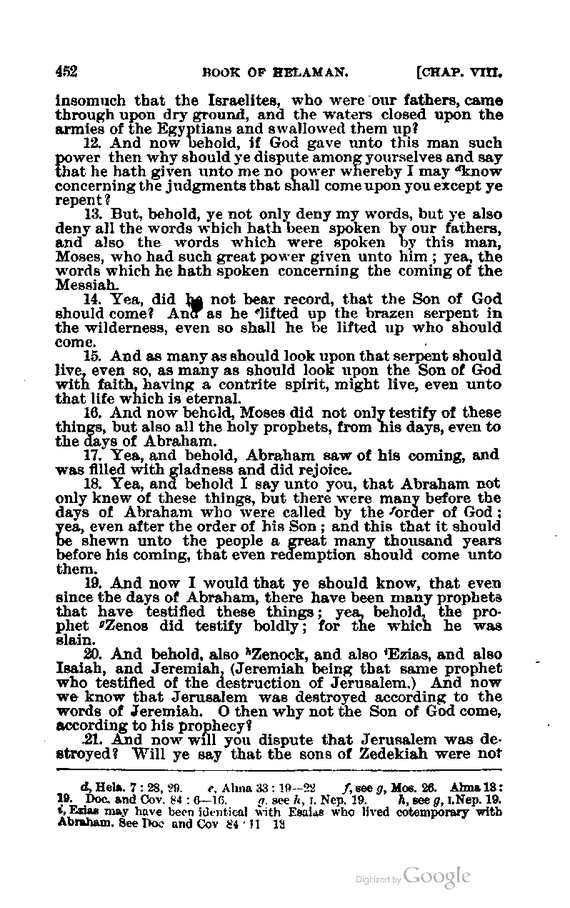 452 BOOK OF HELAMAN. [CHAP. VIII.
insomuch that the Israelites, who were our fathers, came
through upon dry ground, and the waters closed upon the
armies of the Egyptians and swallowed them up?
12. And now behold, if God gave unto this man such
power then why should ye dispute among yourselves and say
that he hath given unto me no power whereby I may dknow
concerning the judgments that shall come upon you except ye
repent?
13. But, behold, ye not only deny my words, but ye also
deny all the words which hath been spoken by our fathers,
and also the words which were spoken by this man,
Moses, who had such great power given unto him; yea, the
words which he hath spoken concerning the coming of the
Messiah.
14. Yea, did he not bear record, that the Son of God
should come? And as he elifted up the brazen serpent in
the wilderness, even so shall he be lifted up who should
come.
15. And as many as should look upon that serpent should
live, even so, as many as should look upon the Son of God
with faith, having a contrite spirit, might live, even unto
that life which is eternal.
16. And now behold, Moses did not only testify of these
things, but also all the holy prophets, from his days, even to
the days of Abraham.
17. Yea, and behold, Abraham saw of his coming, and
was filled with gladness and did rejoice.
18. Yea, and behold I say unto you, that Abraham not
only knew of these things, but there were many before the
days of Abraham who were called by the forder of God;
yea, even after the order of his Son; and this that it should
be shewn unto the people a great many thousand years
before his coming, that even redemption should come unto
them.
19. And now I would that ye should know, that even
since the days of Abraham, there have been many prophets
that have testified these things; yea, behold, the pro-
phet gZenos did testify boldly; for the which he was
slain.
20. And behold, also hZenock, and also iEzias, and also
Isaiah, and Jeremiah, (Jeremiah being that same prophet
who testified of the destruction of Jerusalem.) And now
we know that Jerusalem was destroyed according to the
words of Jeremiah. O then why not the Son of God come,
according to his prophecy?
21. And now will you dispute that Jerusalem was de-
stroyed? Will ye say that the sons of Zedekiah were not
d, Hela. 7 : 28, 29. e, Alma 33 : 19—22 f, see g, Mos. 26. Alma 13 :
19. Doc. and Cov. 84 : 6—16. g, see h, I. Nep. 19. h, see g, I. Nep. 19.
i, Ezias may have been identical with Esaias who lived cotemporary with
Abraham. See Doc and Cov 84 : 11 13
Digitized by Google